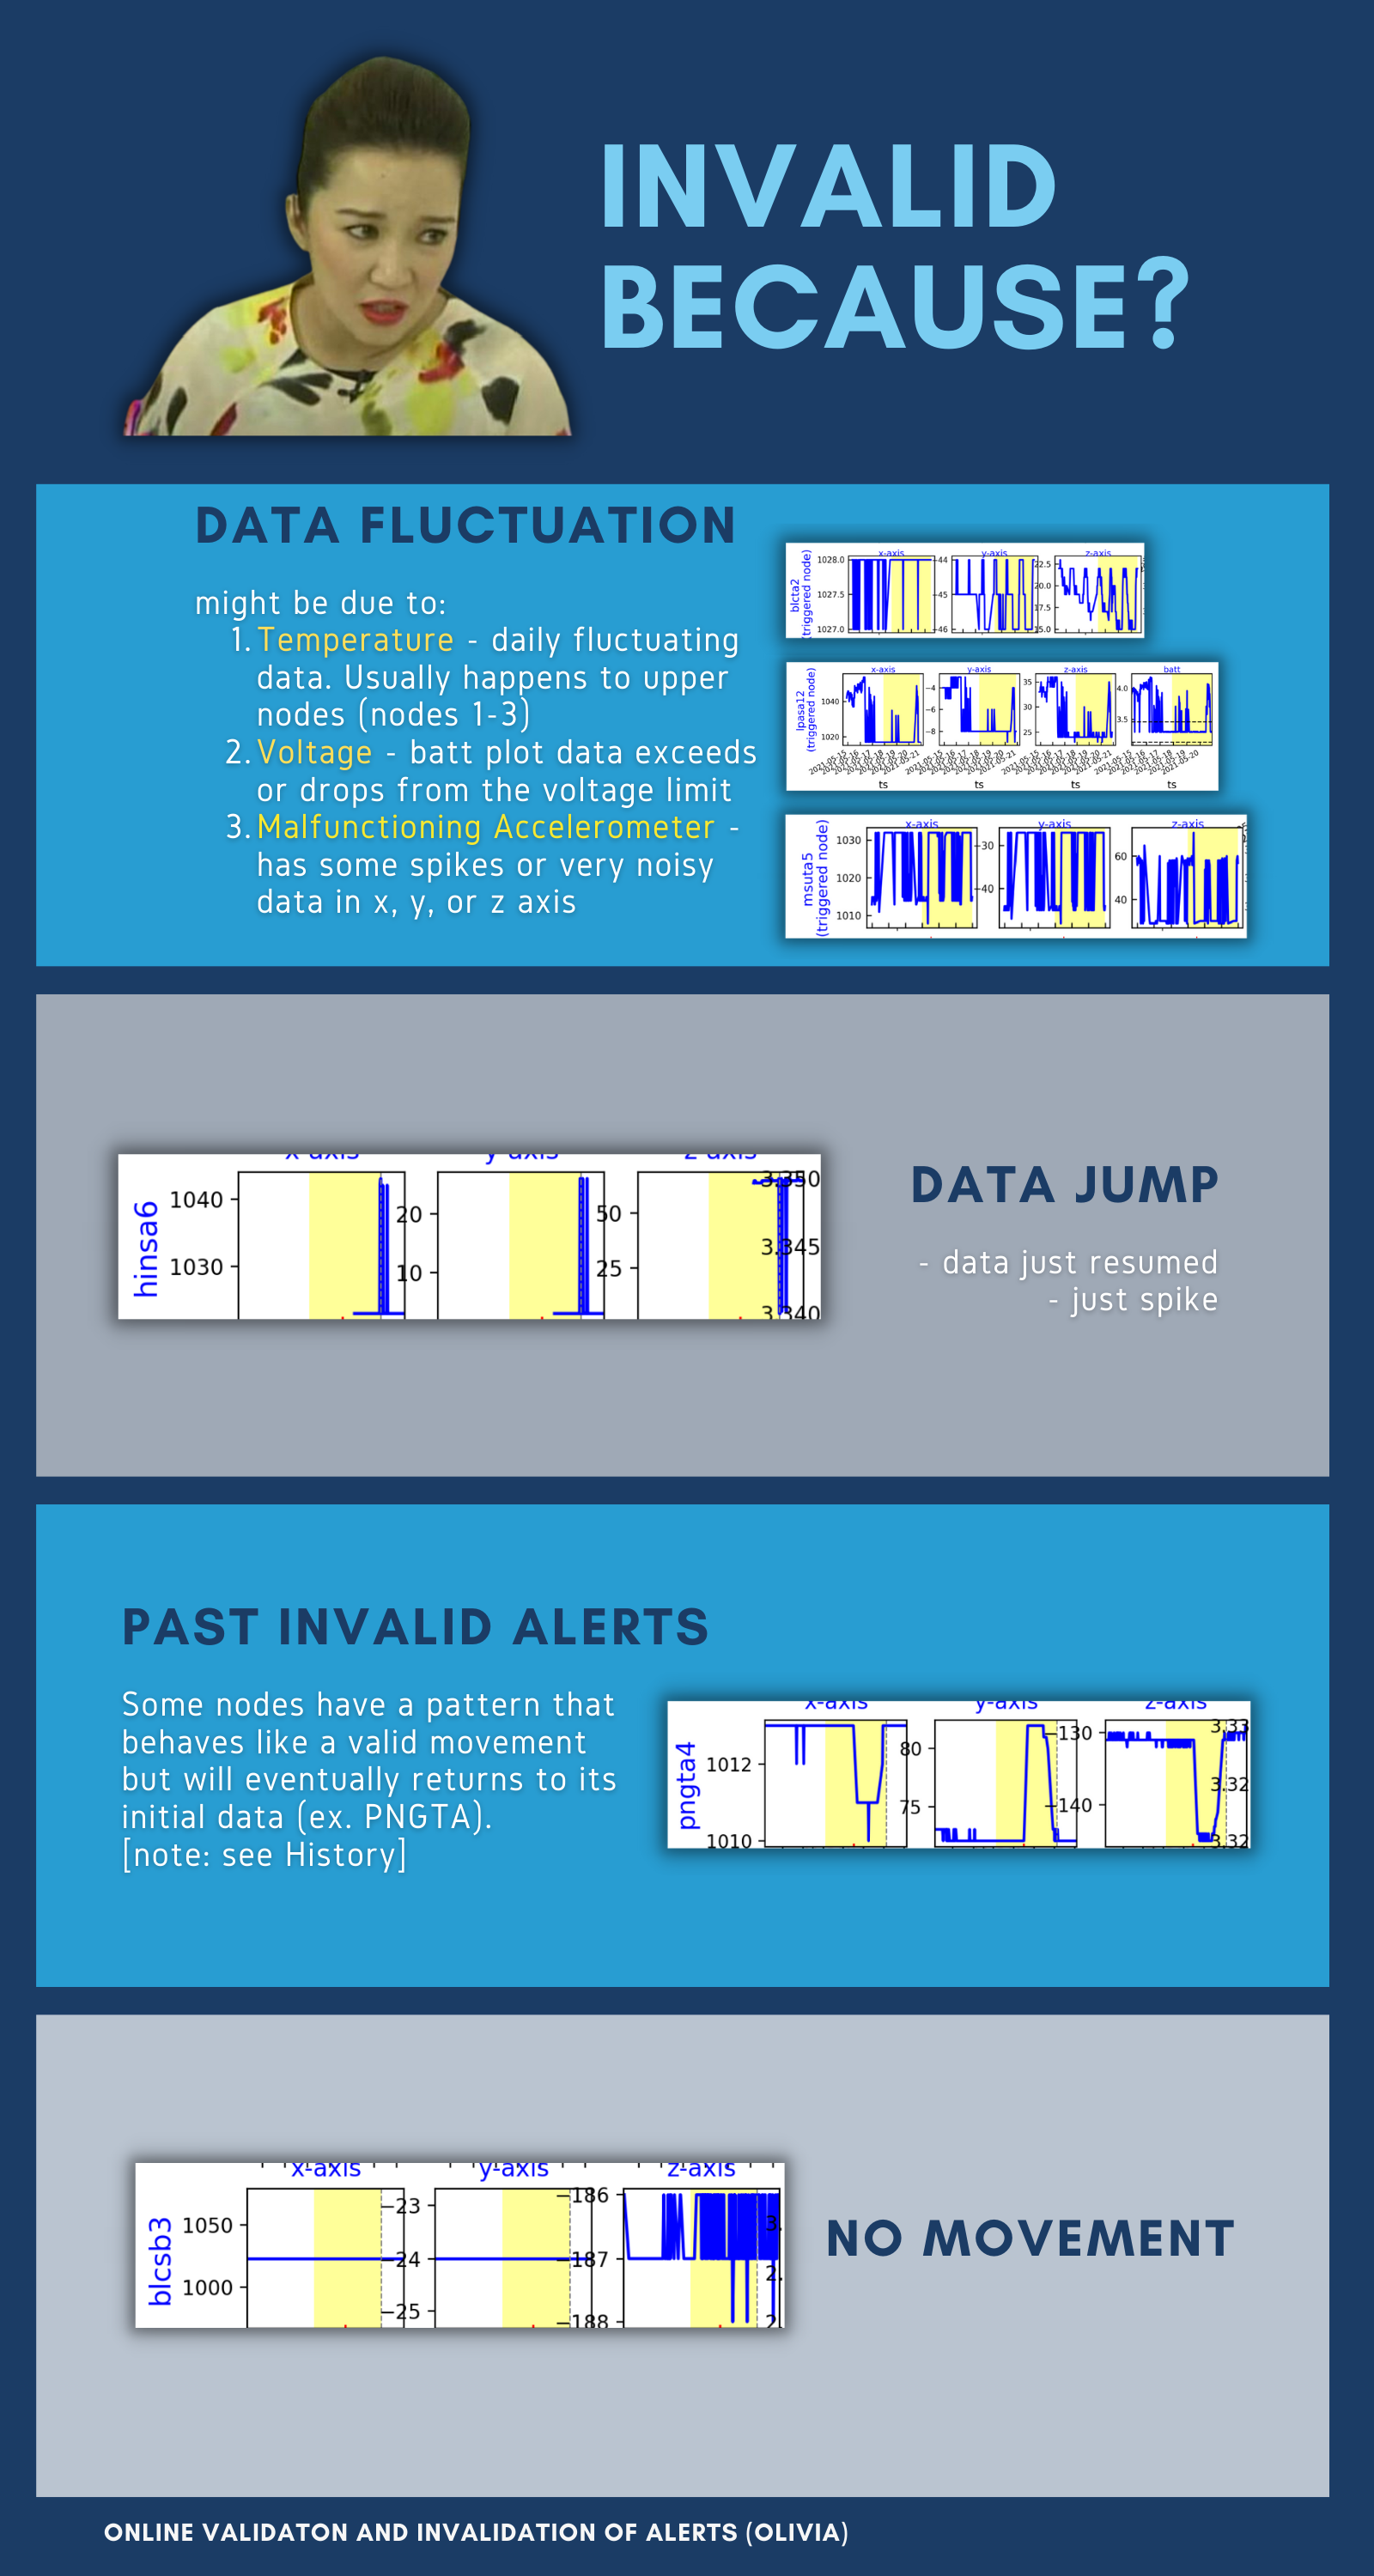 INVALID
BECAUSE?
DATA FLUCTUATION
might be due to:
1. Temperature - daily fluctuating
data. Usually happens to upper
nodes (nodes 1-3)
2. Voltage - batt plot data exceeds
or drops from the voltage limit
3. Malfunctioning Accelerometer -
has some spikes or very noisy
data in x, y, or z axis
blcta2
(triggered node)
x-axis
y-axis
z-axis
1028.0
1027.5
1027.0
−44
−45
−46
22.5
20.0
17.5
15.0
lpasa12
(triggered node)
x-axis
y-axis
z-axis
batt
1040
1020
−4
−6
−8
35
30
25
4.0
3.5
ts
ts
ts
ts
msuta5
(triggered node)
x-axis
y-axis
z-axis
1030
1020
1010
−30
−40
60
40
hinsa6
x-axis
y-axis
z-axis
1040
1030
20
10
50
25
3.350
3.345
3.340
DATA JUMP
- data just resumed
- just spike
PAST INVALID ALERTS
Some nodes have a pattern that
behaves like a valid movement
but will eventually returns to its
initial data (ex. PNGTA).
[note: see History]
pngta4
x-axis
y-axis
z-axis
1012
1010
80
75
−130
−140
3.33
3.32
3.32
blcsb3
x-axis
y-axis
z-axis
1050
1000
−23
−24
−25
−186
−187
−188
NO MOVEMENT
ONLINE VALIDATON AND INVALIDATION OF ALERTS (OLIVIA)